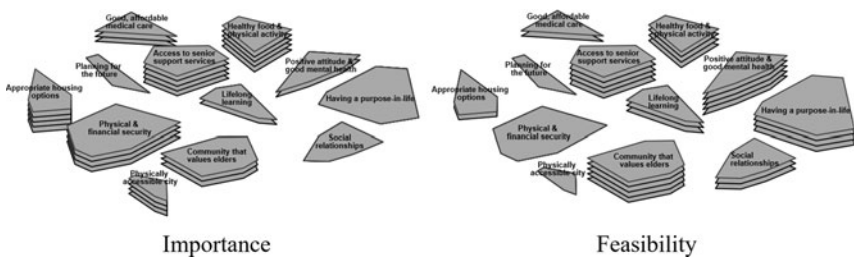 Good, affordable
medical care
Healthy food &
physical activity
Access to senior
support services
Planning for
the future
Positive attitude &
good mental health
Appropriate housing
options
Lifelong
learning
Having a purpose-in-life
Physical &
financial security
Social
relationships
Community that
values elders
Physically
accessible city
Importance
Good, affordable
medical care
Healthy food &
physical activity
Access to senior
support services
Planning for
the future
Positive attitude &
good mental health
Appropriate housing
options
Lifelong
learning
Having a purpose-in-life
Physical &
financial security
Social
relationships
Community that
values elders
Physically
accessible city
Feasibility